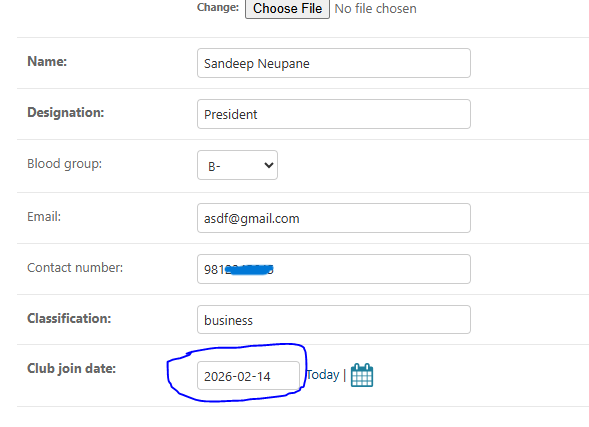 Change: Choose File No file chosen
Name: Sandeep Neupane
Designation: President
Blood group: B-
Email: asdf@gmail.com
Contact number: 981
Classification: business
Club join date: 2026-02-14 Today |